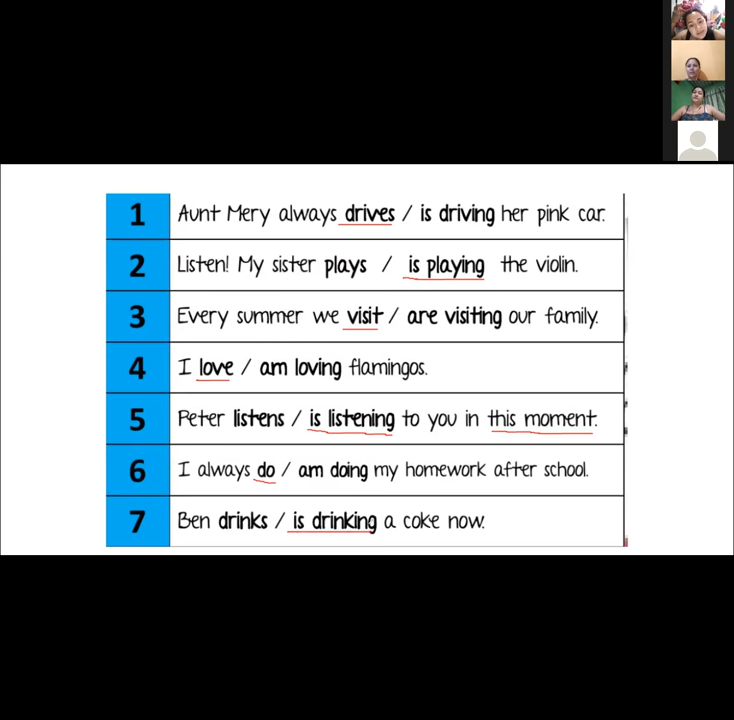 1 Aunt Mery always drives / is driving her pink car.
2 Listen! My sister plays / is playing the violin.
3 Every summer we visit / are visiting our family.
4 I love / am loving flamingos.
5 Peter listens / is listening to you in this moment.
6 I always do / am doing my homework after school.
7 Ben drinks / is drinking a coke now.